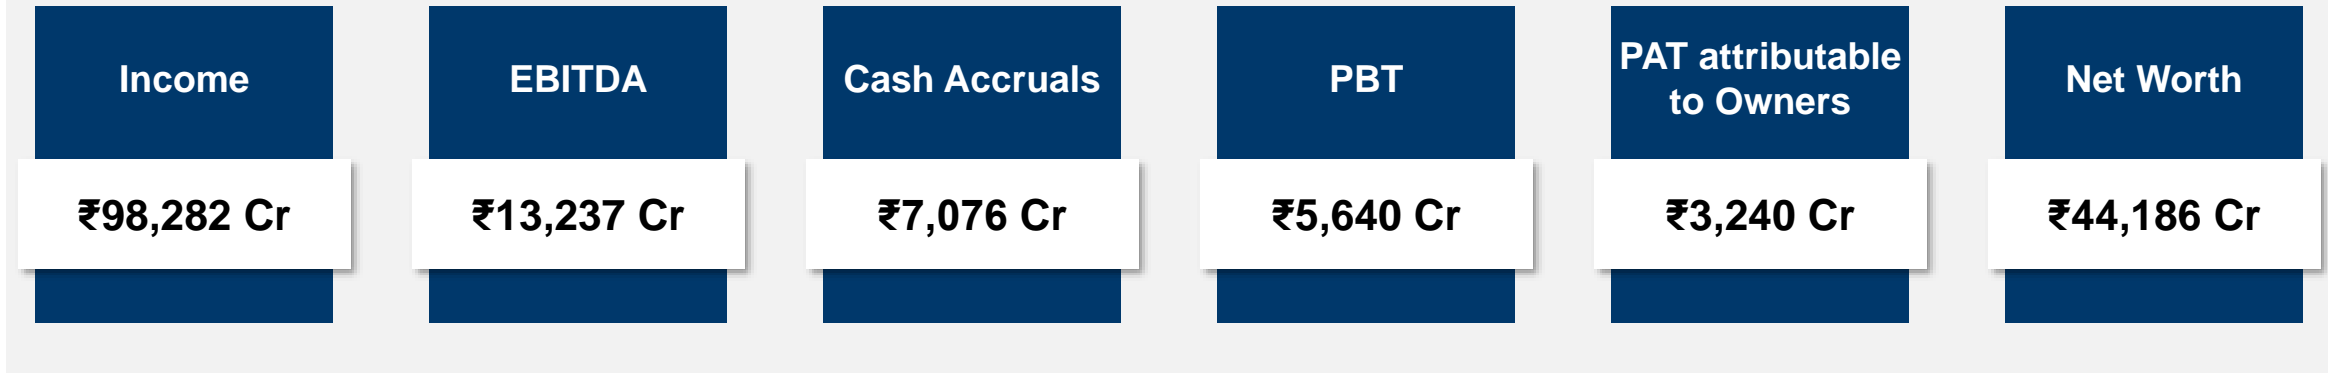 Income
₹98,282 Cr
EBITDA
₹13,237 Cr
Cash Accruals
₹7,076 Cr
PBT
₹5,640 Cr
PAT attributable
to Owners
₹3,240 Cr
Net Worth
₹44,186 Cr